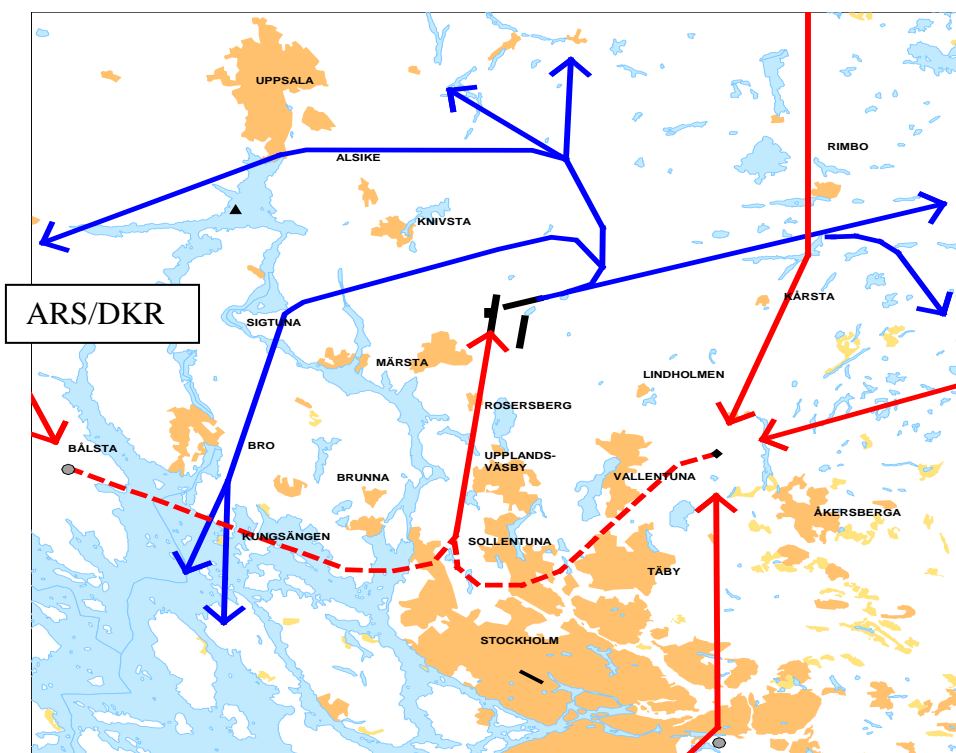 UPPSALA
ALSIKE
RIMBO
KNIVSTA
ARS/DKR
SIGTUNA
KÅRSTA
MÄRSTA
LINDHOLMEN
ROSERSBERG
BÅLSTA
BRO
BRUNNA
UPPLANDS-
VÄSBY
VALLENTUNA
ÅKERSBERGA
KUNGSÄNGEN
SOLLENTUNA
TÄBY
STOCKHOLM